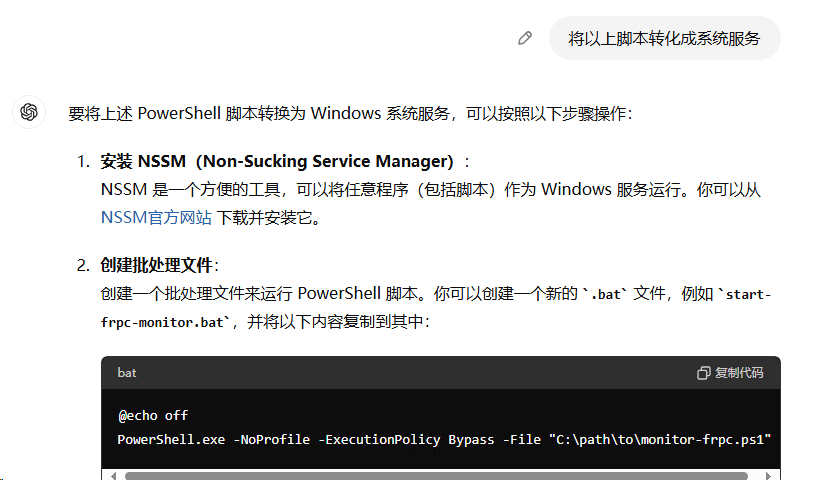 将以上脚本转化成系统服务
要将上述 PowerShell 脚本转换为 Windows 系统服务，可以按照以下步骤操作：
1. 安装 NSSM（Non-Sucking Service Manager）：
NSSM 是一个方便的工具，可以将任意程序（包括脚本）作为 Windows 服务运行。你可以从
NSSM官方网站 下载并安装它。
2. 创建批处理文件：
创建一个批处理文件来运行 PowerShell 脚本。你可以创建一个新的 `.bat` 文件，例如 `start-
frpc-monitor.bat`，并将以下内容复制到其中：
bat 复制代码
@echo off
PowerShell.exe -NoProfile -ExecutionPolicy Bypass -File "C:\path\to\monitor-frpc.ps1"